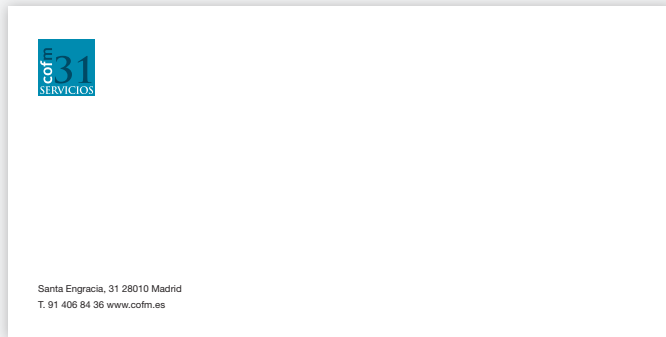 cofm
31
SERVICIOS
Santa Engracia, 31 28010 Madrid
T. 91 406 84 36 www.cofm.es